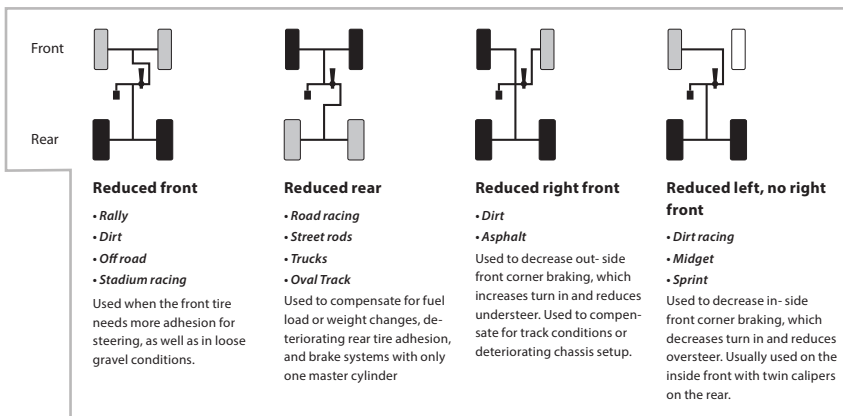 Front
Rear
Reduced front
• Rally
• Dirt
• Off road
• Stadium racing
Used when the front tire
needs more adhesion for
steering, as well as in loose
gravel conditions.
Reduced rear
• Road racing
• Street rods
• Trucks
• Oval Track
Used to compensate for fuel
load or weight changes, de-
teriorating rear tire adhesion,
and brake systems with only
one master cylinder
Reduced right front
• Dirt
• Asphalt
Used to decrease out- side
front corner braking, which
increases turn in and reduces
understeer. Used to compen-
sate for track conditions or
deteriorating chassis setup.
Reduced left, no right
front
• Dirt racing
• Midget
• Sprint
Used to decrease in- side
front corner braking, which
decreases turn in and reduces
oversteer. Usually used on the
inside front with twin calipers
on the rear.